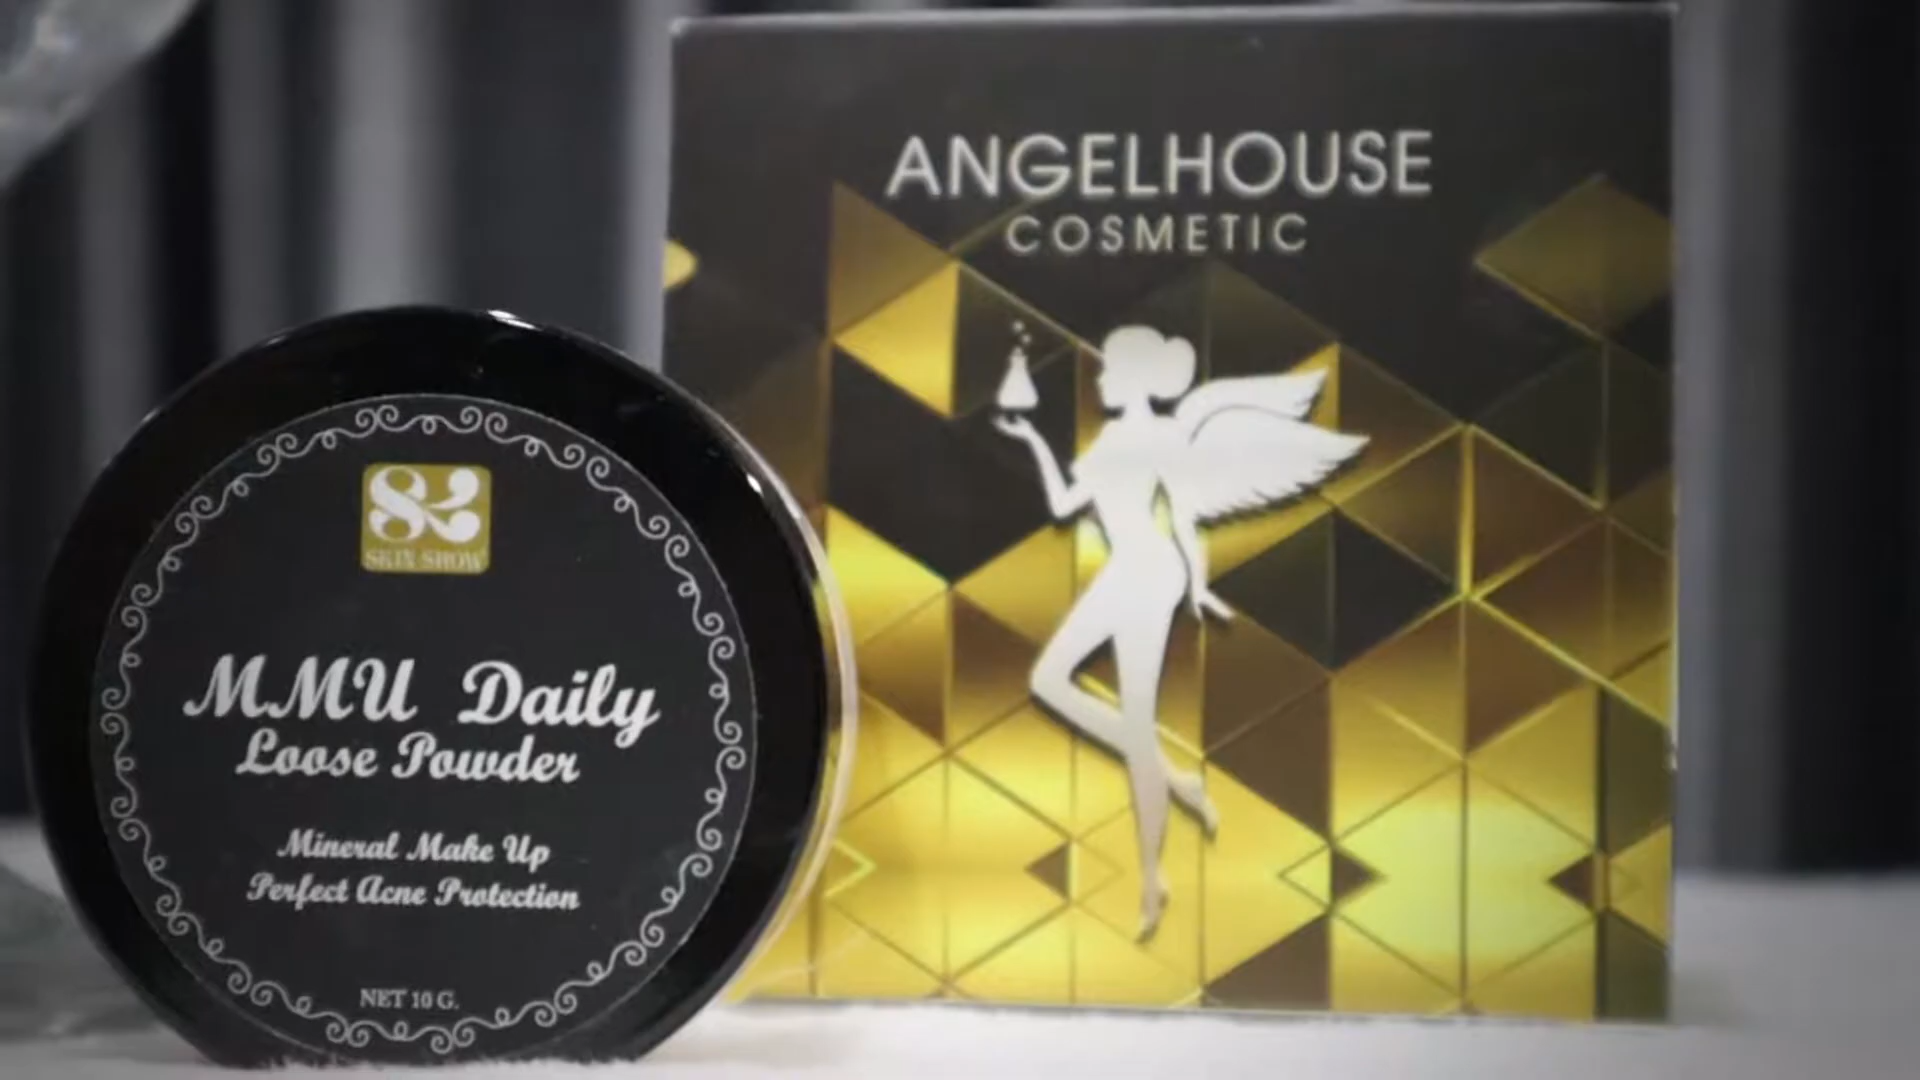 ANGELHOUSE
COSMETIC
SKIN SHOW
MMU Daily
Loose Powder
Mineral Make Up
Perfect Acne Protection
NET 10 G.